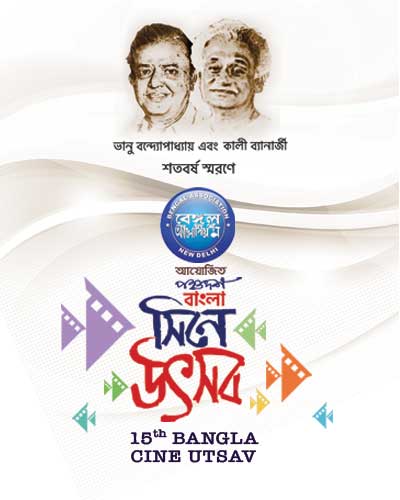 ভানু বন্দ্যোপাধ্যায় এবং কালী ব্যানার্জী
শতবর্ষ স্মরণে
BENGAL ASSOCIATION
বেঙ্গল
অ্যাসোসিয়েশন
NEW DELHI
আয়োজিত
পঞ্চদশ
বাংলা
সিনে
উৎসব
15th BANGLA
CINE UTSAV